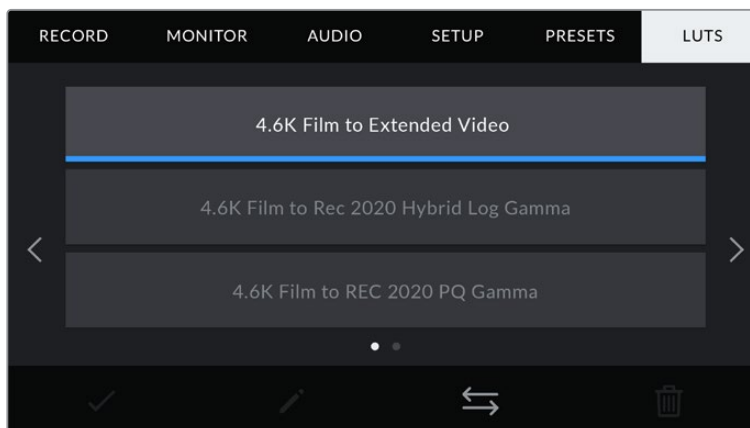 RECORD MONITOR AUDIO SETUP PRESETS LUTS
4.6K Film to Extended Video
4.6K Film to Rec 2020 Hybrid Log Gamma
4.6K Film to REC 2020 PQ Gamma